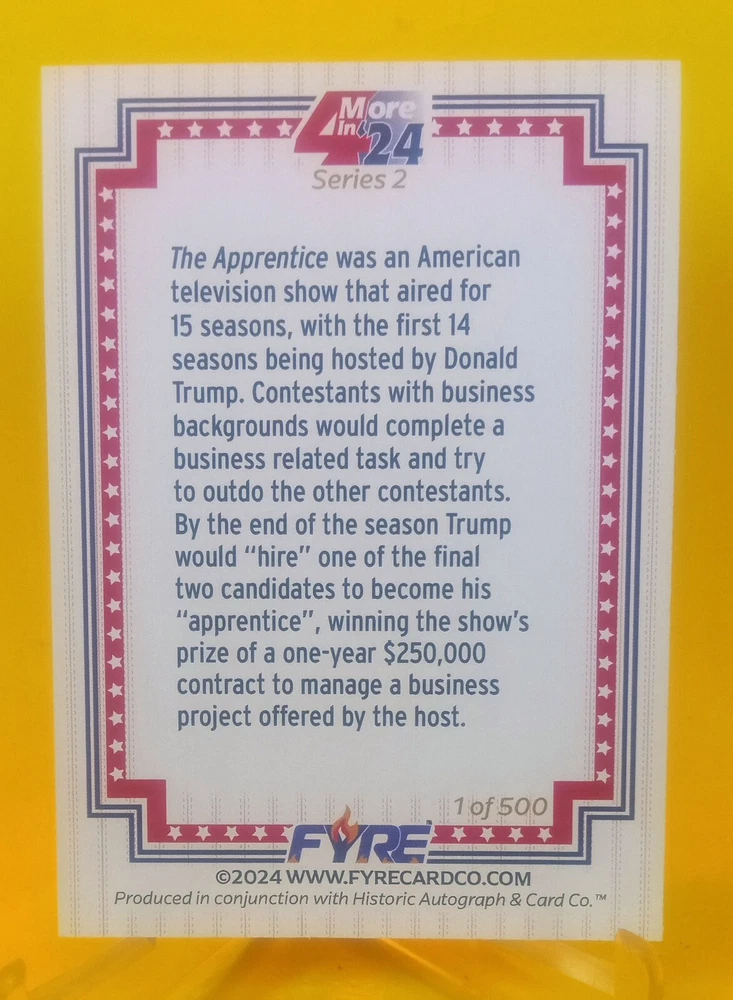 4 More in '24
Series 2
The Apprentice was an American
television show that aired for
15 seasons, with the first 14
seasons being hosted by Donald
Trump. Contestants with business
backgrounds would complete a
business related task and try
to outdo the other contestants.
By the end of the season Trump
would “hire” one of the final
two candidates to become his
“apprentice”, winning the show’s
prize of a one-year $250,000
contract to manage a business
project offered by the host.
1 of 500
FYRE
©2024 WWW.FYRECARDCO.COM
Produced in conjunction with Historic Autograph & Card Co.™